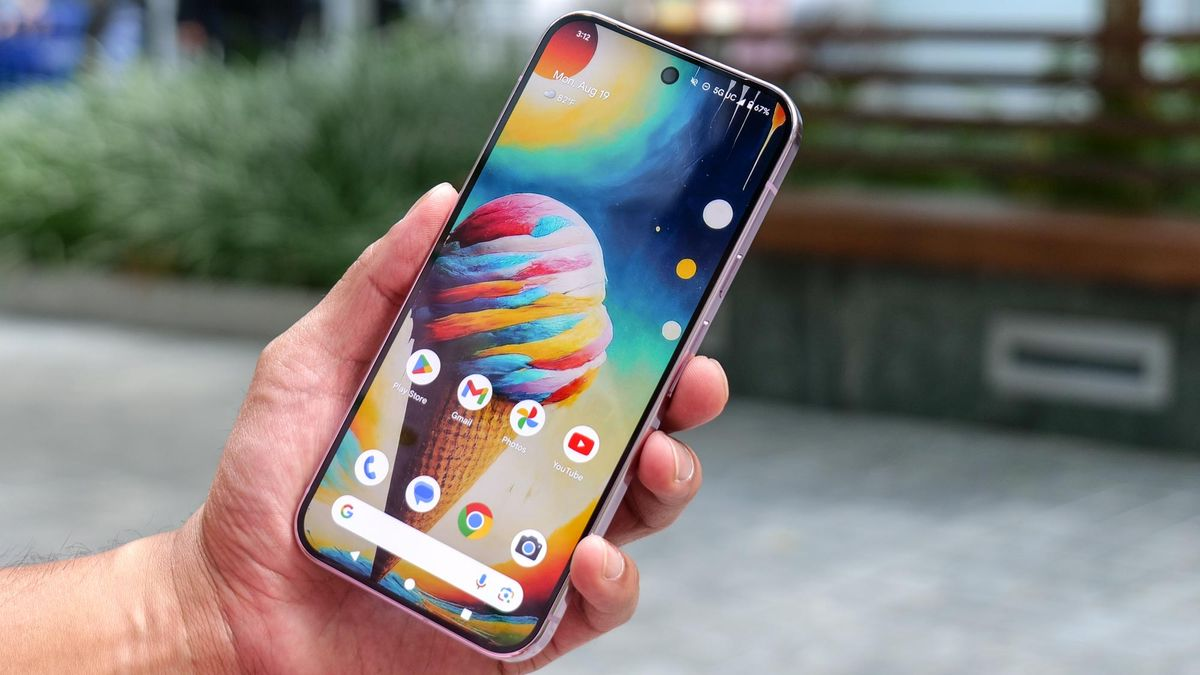 3:12
5G UC 67%
Mon, Aug 19
82°F
Play Store
Gmail
Photos
YouTube
G